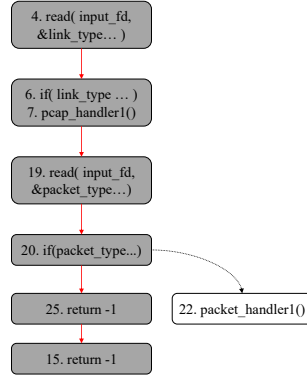 4. read( input_fd,
&link_type… )
6. if( link_type … )
7. pcap_handler1()
19. read( input_fd,
&packet_type…)
20. if(packet_type...)
25. return -1
22. packet_handler1()
15. return -1